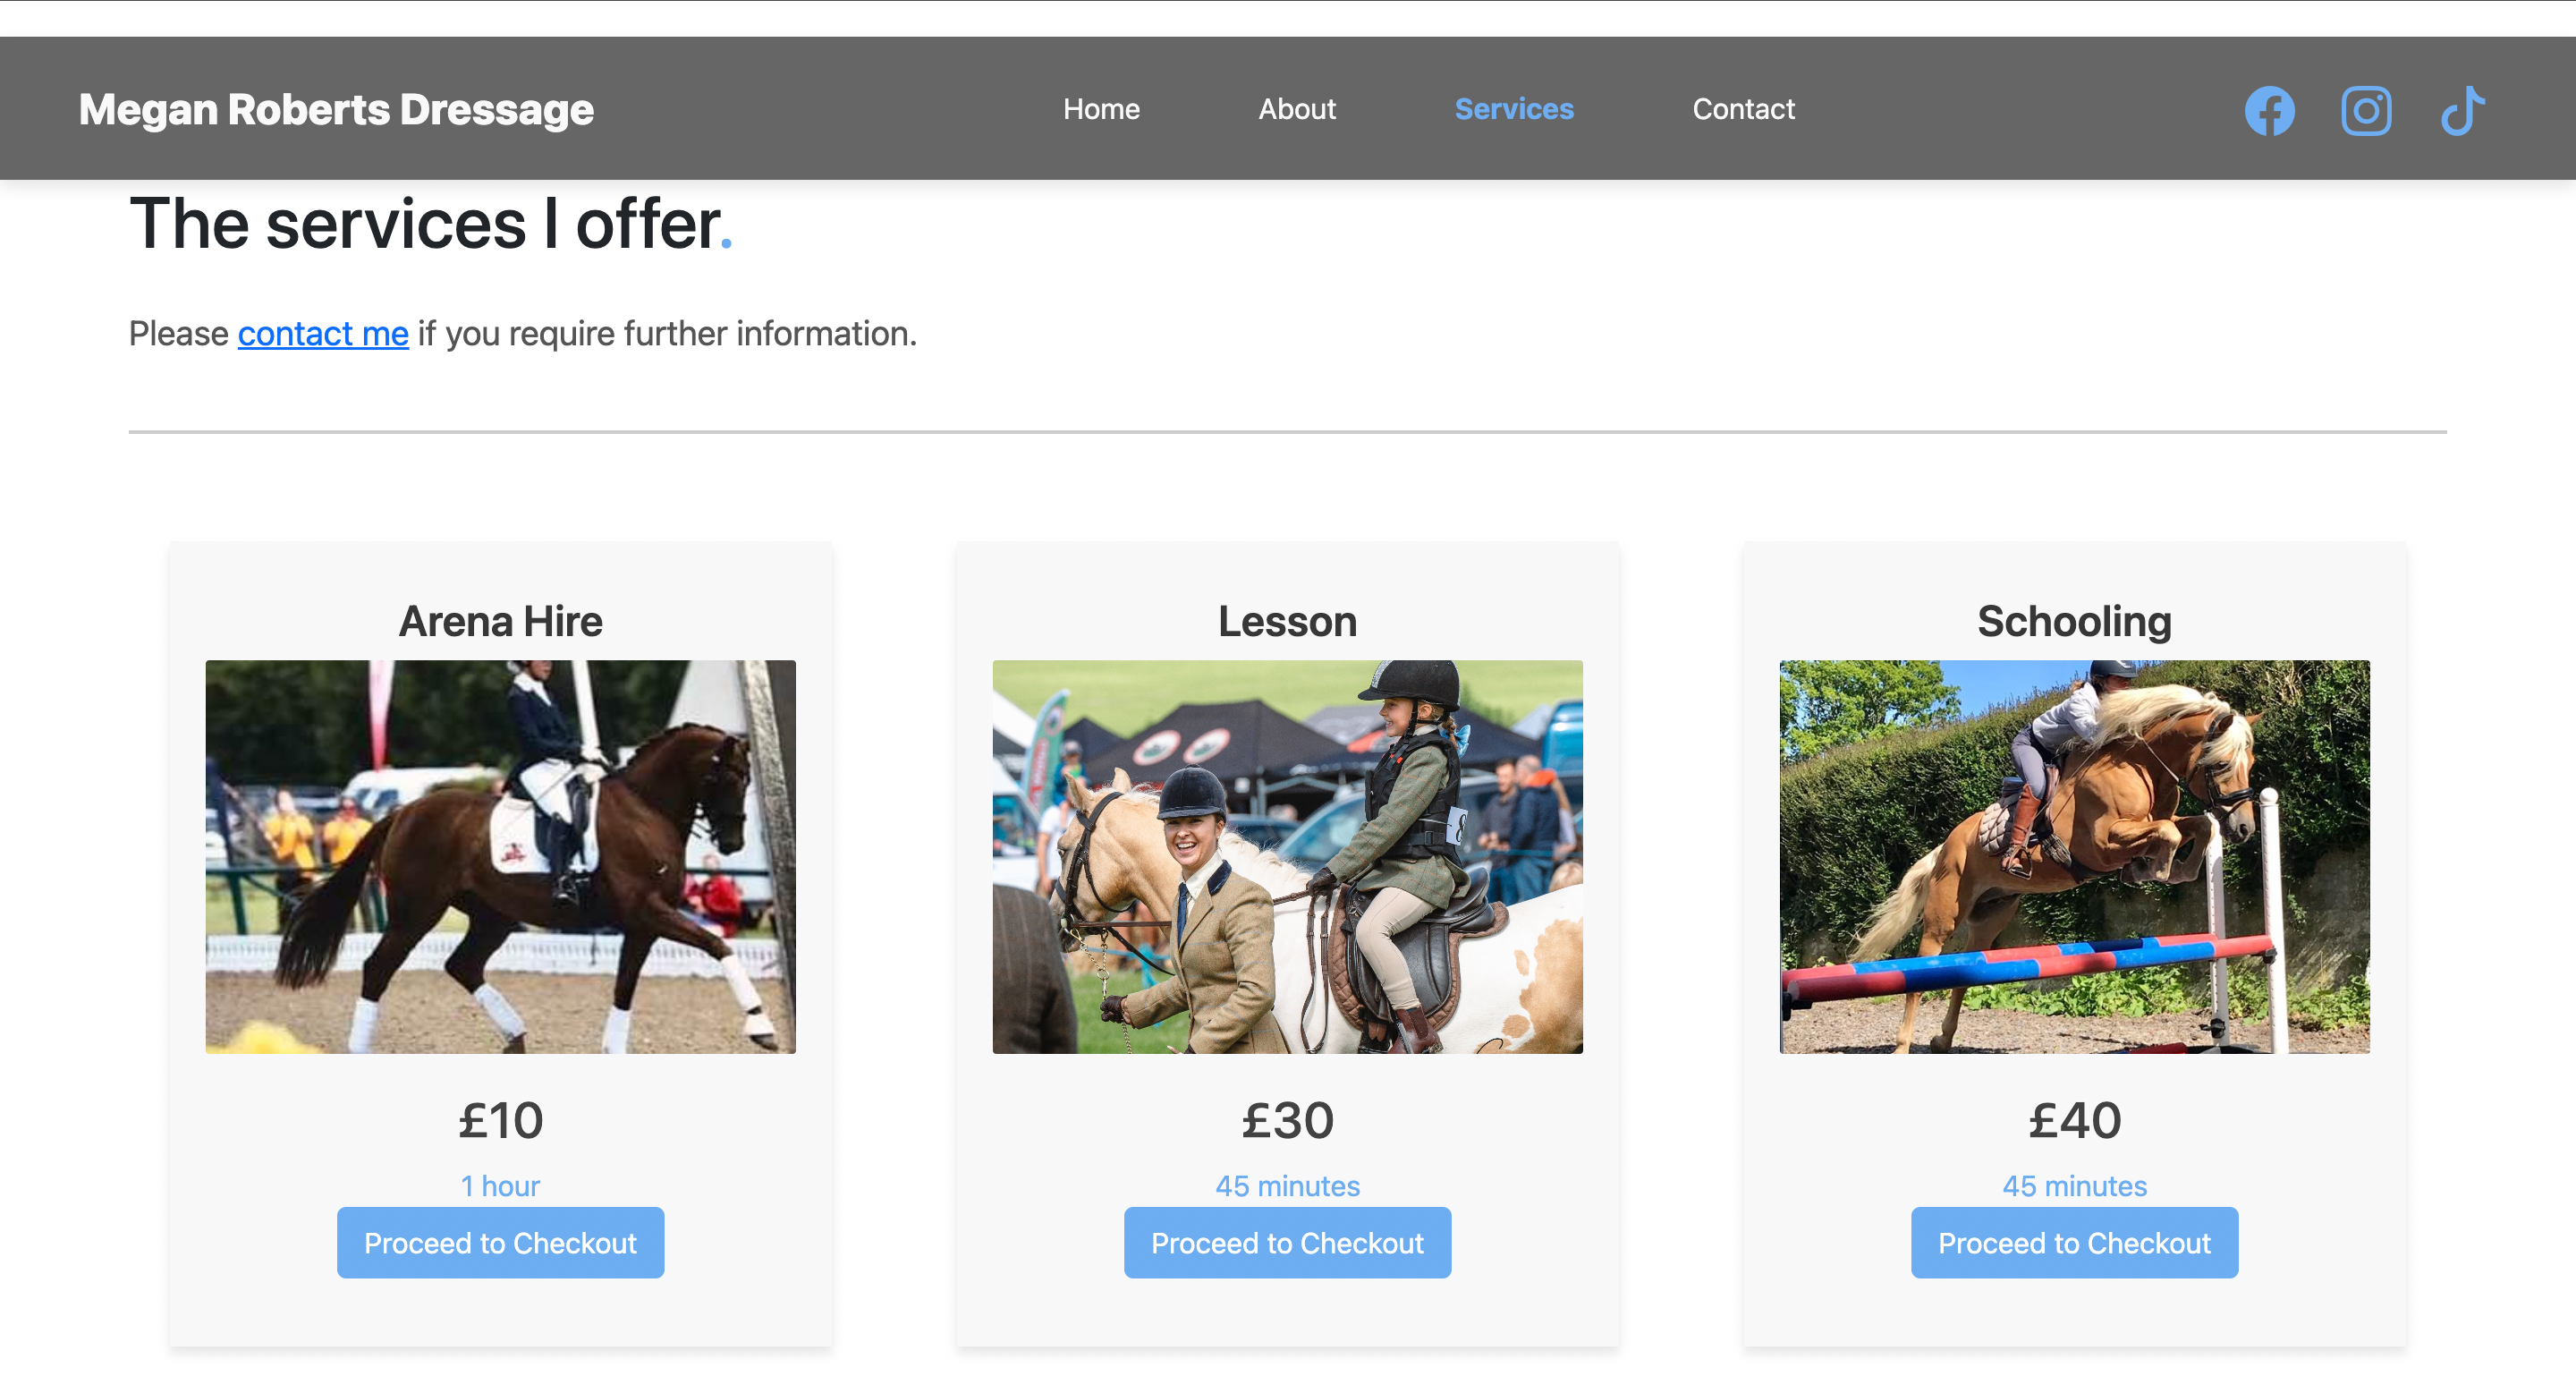 Megan Roberts Dressage
Home About Services Contact
The services I offer.
Please contact me if you require further information.
Arena Hire
Lesson
Schooling
£10
£30
£40
1 hour
45 minutes
45 minutes
Proceed to Checkout
Proceed to Checkout
Proceed to Checkout